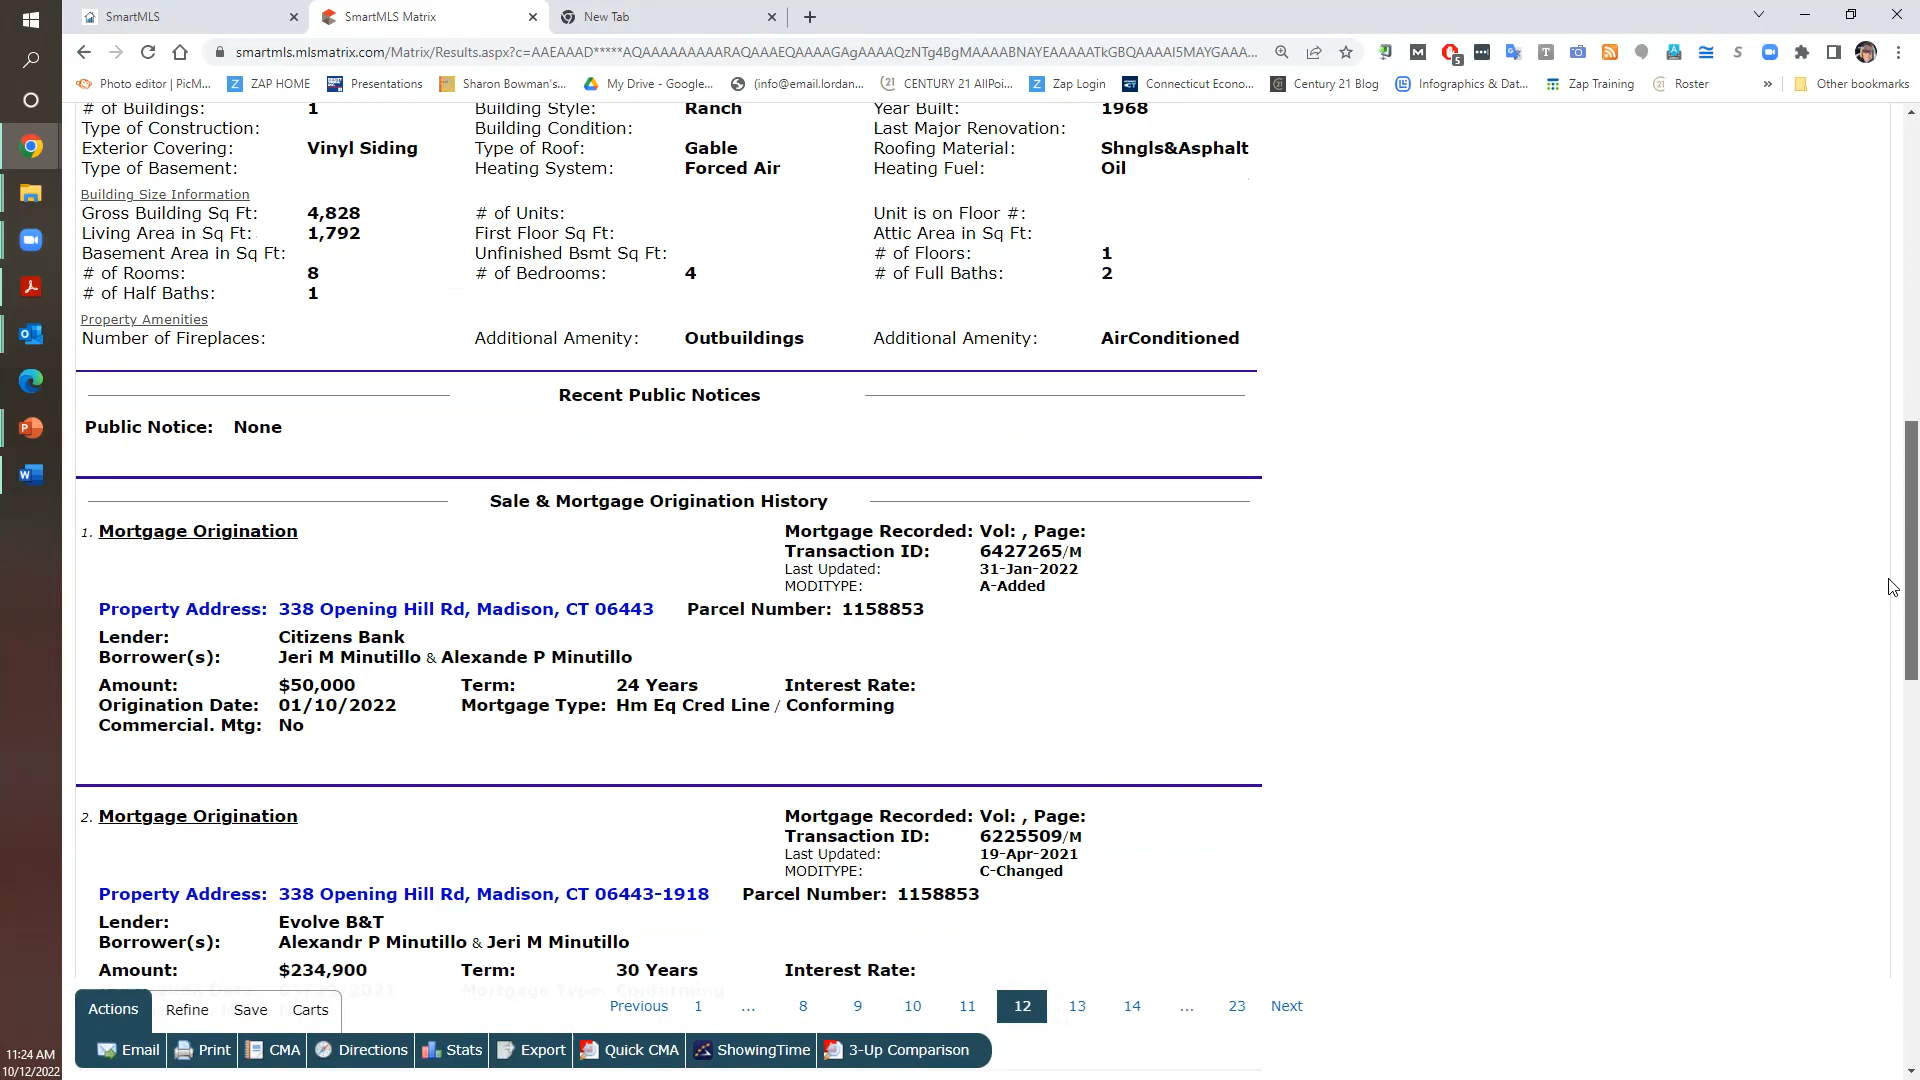 SmartMLS
SmartMLS Matrix
New Tab
smartmls.mlsmatrix.com/Matrix/Results.aspx?c=AAEAAAD*****AQAAAAAAAAARAQAAAEQAAAAGAgAAAAQzNTg4BgMAAAABNAYEAAAAATkGBQAAAAI5MAYGAAA...
Photo editor | PicM...
ZAP HOME
Presentations
Sharon Bowman's...
My Drive - Google...
(info@email.lordan...
CENTURY 21 AllPoi...
Zap Login
Connecticut Econo...
Century 21 Blog
Infographics & Dat...
Zap Training
Roster
»
Other bookmarks
# of Buildings: 1 Building Style: Ranch Year Built: 1968
Type of Construction: Building Condition: Last Major Renovation:
Exterior Covering: Vinyl Siding Type of Roof: Gable Roofing Material: Shngls&Asphalt
Type of Basement: Heating System: Forced Air Heating Fuel: Oil
Building Size Information
Gross Building Sq Ft: 4,828 # of Units: Unit is on Floor #:
Living Area in Sq Ft: 1,792 First Floor Sq Ft: Attic Area in Sq Ft:
Basement Area in Sq Ft: Unfinished Bsmt Sq Ft: # of Floors: 1
# of Rooms: 8 # of Bedrooms: 4 # of Full Baths: 2
# of Half Baths: 1
Property Amenities
Number of Fireplaces: Additional Amenity: Outbuildings Additional Amenity: AirConditioned
Recent Public Notices
Public Notice: None
Sale & Mortgage Origination History
1. Mortgage Origination Mortgage Recorded: Vol: , Page:
Transaction ID: 6427265/M
Last Updated: 31-Jan-2022
MODITYPE: A-Added
Property Address: 338 Opening Hill Rd, Madison, CT 06443 Parcel Number: 1158853
Lender: Citizens Bank
Borrower(s): Jeri M Minutillo & Alexande P Minutillo
Amount: $50,000 Term: 24 Years Interest Rate:
Origination Date: 01/10/2022 Mortgage Type: Hm Eq Cred Line / Conforming
Commercial. Mtg: No
2. Mortgage Origination Mortgage Recorded: Vol: , Page:
Transaction ID: 6225509/M
Last Updated: 19-Apr-2021
MODITYPE: C-Changed
Property Address: 338 Opening Hill Rd, Madison, CT 06443-1918 Parcel Number: 1158853
Lender: Evolve B&T
Borrower(s): Alexandr P Minutillo & Jeri M Minutillo
Amount: $234,900 Term: 30 Years Interest Rate:
Mortgage Type: Conforming
Actions Refine Save Carts
Previous 1 ... 8 9 10 11 12 13 14 ... 23 Next
Email Print CMA Directions Stats Export Quick CMA ShowingTime 3-Up Comparison
11:24 AM
10/12/2022